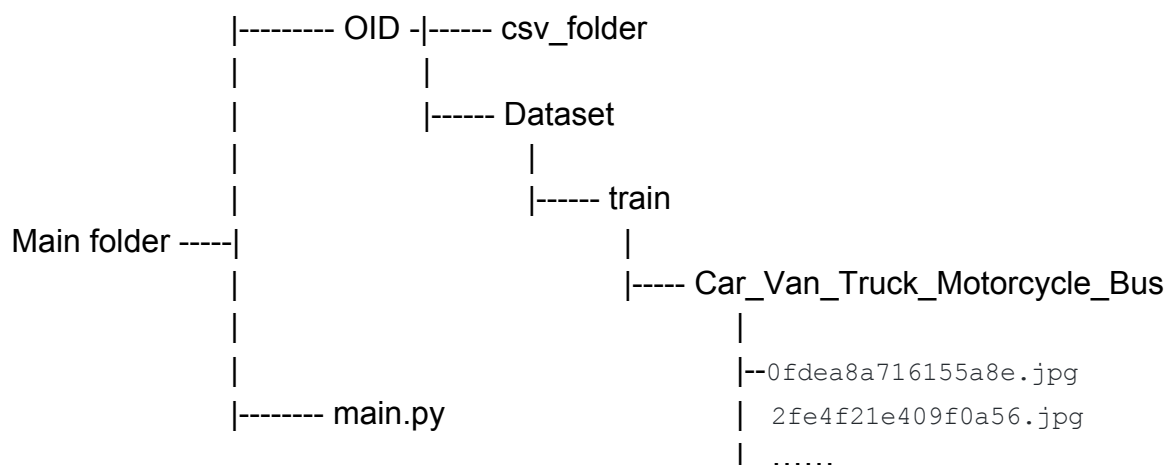 |--------- OID -|------ csv_folder
| |
| |------ Dataset
| |
| |------ train
Main folder -----| |
| |----- Car_Van_Truck_Motorcycle_Bus
| |
| |--0fdea8a716155a8e.jpg
|-------- main.py | 2fe4f21e409f0a56.jpg
| ......